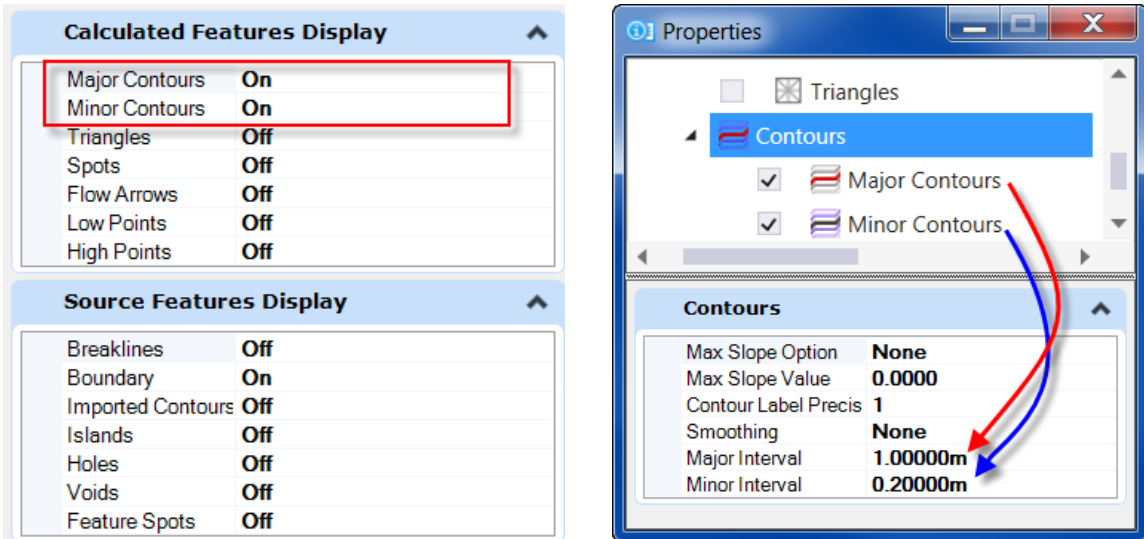 Calculated Features Display
Major Contours On
Minor Contours On
Triangles Off
Spots Off
Flow Arrows Off
Low Points Off
High Points Off
Source Features Display
Breaklines Off
Boundary On
Imported Contours Off
Islands Off
Holes Off
Voids Off
Feature Spots Off
Properties
Triangles
Contours
Major Contours
Minor Contours
Contours
Max Slope Option None
Max Slope Value 0.0000
Contour Label Precis 1
Smoothing None
Major Interval 1.00000m
Minor Interval 0.20000m